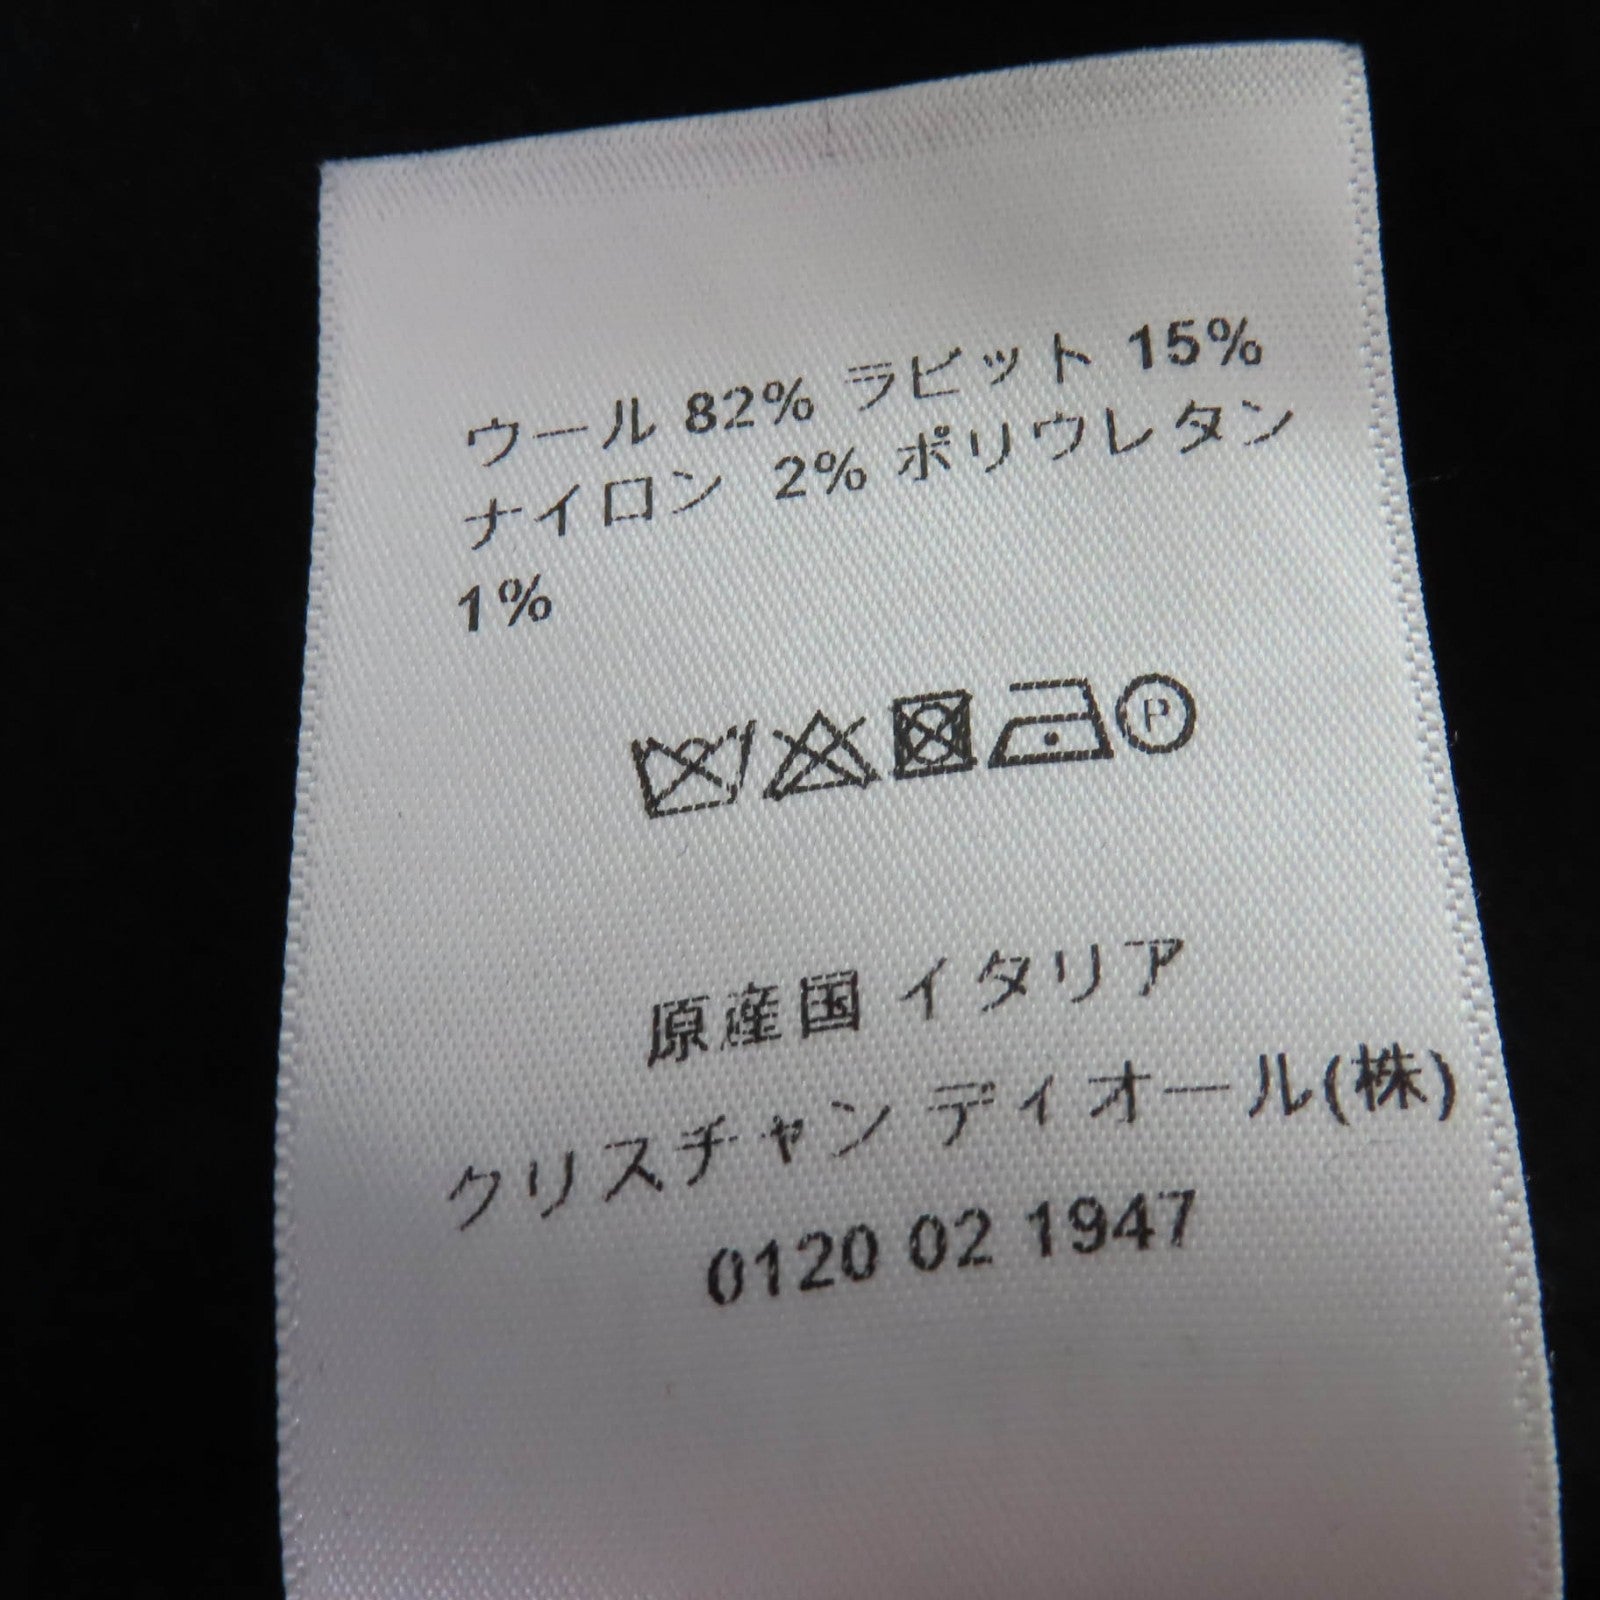 ウール 82% ラビット 15%
ナイロン 2% ポリウレタン
1%
P
原産国 イタリア
クリスチャン ディオール(株)
0120 02 1947